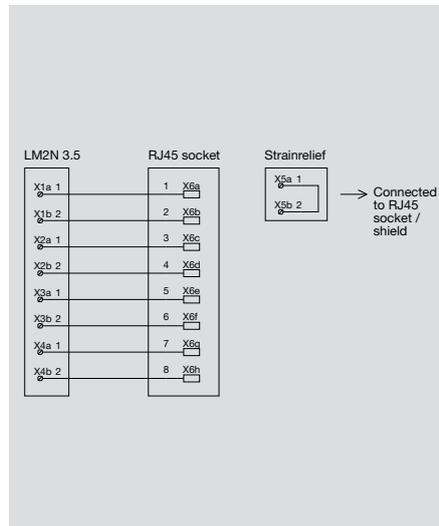 LM2N 3.5 RJ45 socket Strainrelief
X1a 1 1 X6a
X1b 2 2 X6b
X2a 1 3 X6c
X2b 2 4 X6d
X3a 1 5 X6e
X3b 2 6 X6f
X4a 1 7 X6g
X4b 2 8 X6h
X5a 1
X5b 2
Connected
to RJ45
socket /
shield